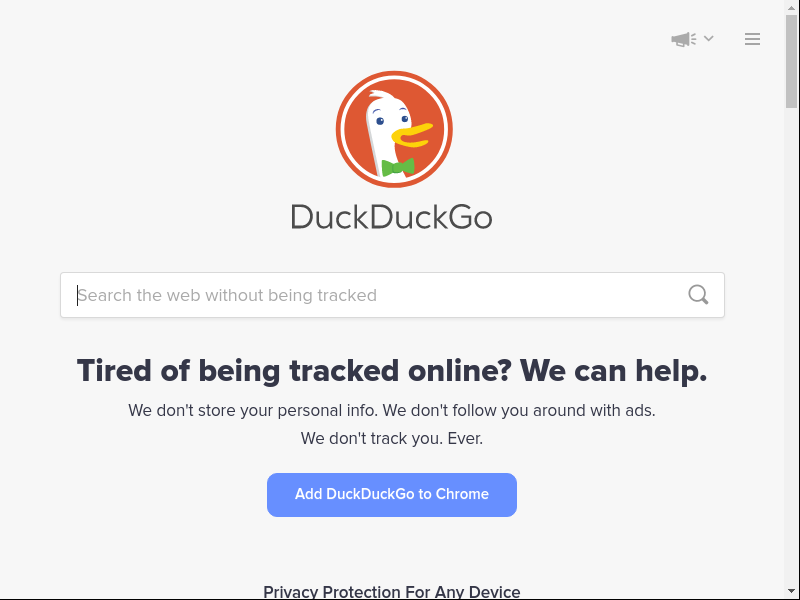 DuckDuckGo
Search the web without being tracked
Tired of being tracked online? We can help.
We don't store your personal info. We don't follow you around with ads.
We don't track you. Ever.
Add DuckDuckGo to Chrome
Privacy Protection For Any Device